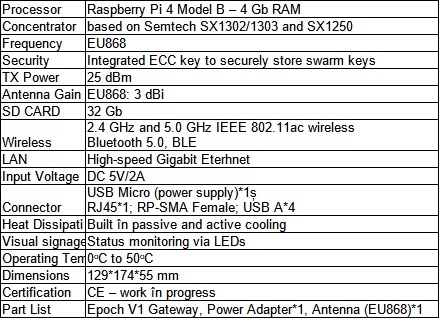 Processor Raspberry Pi 4 Model B – 4 Gb RAM
Concentrator based on Semtech SX1302/1303 and SX1250
Frequency EU868
Security Integrated ECC key to securely store swarm keys
TX Power 25 dBm
Antenna Gain EU868: 3 dBi
SD CARD 32 Gb
2.4 GHz and 5.0 GHz IEEE 802.11ac wireless
Wireless Bluetooth 5.0, BLE
LAN High-speed Gigabit Eterhnet
Input Voltage DC 5V/2A
USB Micro (power supply)*1s
Connector RJ45*1; RP-SMA Female; USB A*4
Heat Dissipati Built în passive and active cooling
Visual signage Status monitoring via LEDs
Operating Tem 0ºC to 50ºC
Dimensions 129*174*55 mm
Certification CE – work în progress
Part List Epoch V1 Gateway, Power Adapter*1, Antenna (EU868)*1